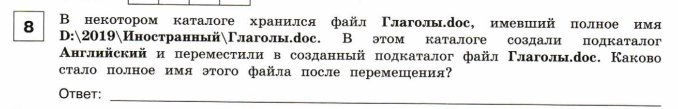 8 В некотором каталоге хранился файл Глаголы.doc, имевший полное имя
D:\2019\Иностранный\Глаголы.doc. В этом каталоге создали подкаталог
Английский и переместили в созданный подкаталог файл Глаголы.doc. Каково
стало полное имя этого файла после перемещения?
Ответ: